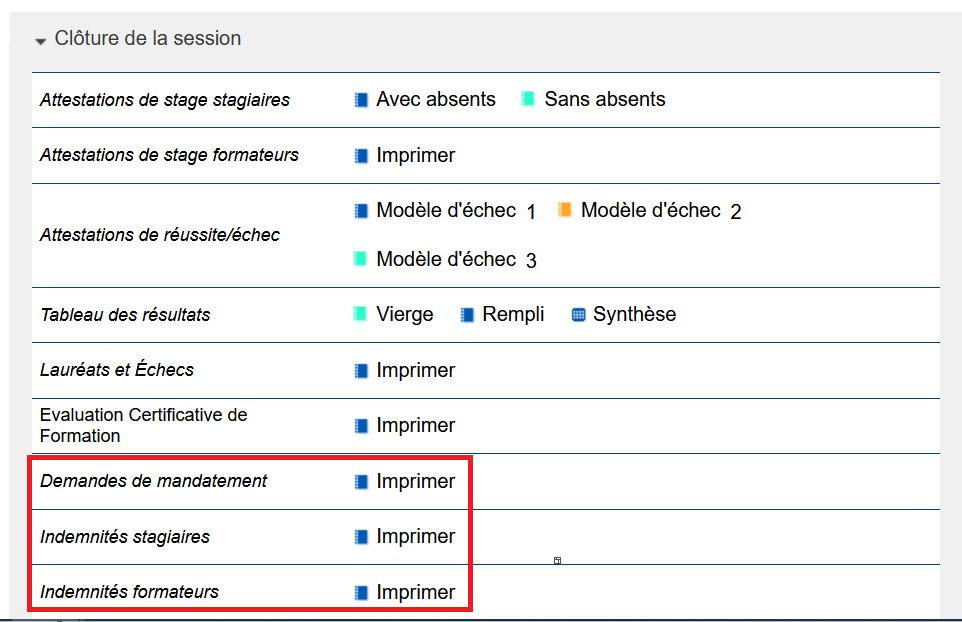 Clôture de la session
Attestations de stage stagiaires Avec absents Sans absents
Attestations de stage formateurs Imprimer
Modèle d'échec 1 Modèle d'échec 2
Attestations de réussite/échec
Modèle d'échec 3
Tableau des résultats Vierge Rempli Synthèse
Lauréats et Échecs Imprimer
Evaluation Certificative de
Formation Imprimer
Demandes de mandatement Imprimer
Indemnités stagiaires Imprimer
Indemnités formateurs Imprimer